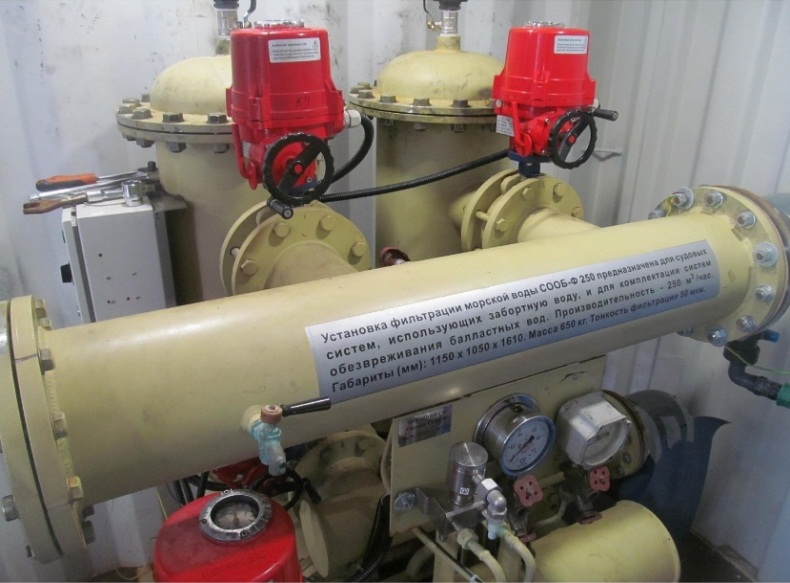 Установка фильтрации морской воды СООБ-Ф 250 предназначена для судовых
систем, использующих забортную воду, и для комплектации систем
обезвреживания балластных вод. Производительность - 250 м³/час.
Габариты (мм): 1150 х 1050 х 1610. Масса 650 кг. Тонкость фильтрации 50 мкм.